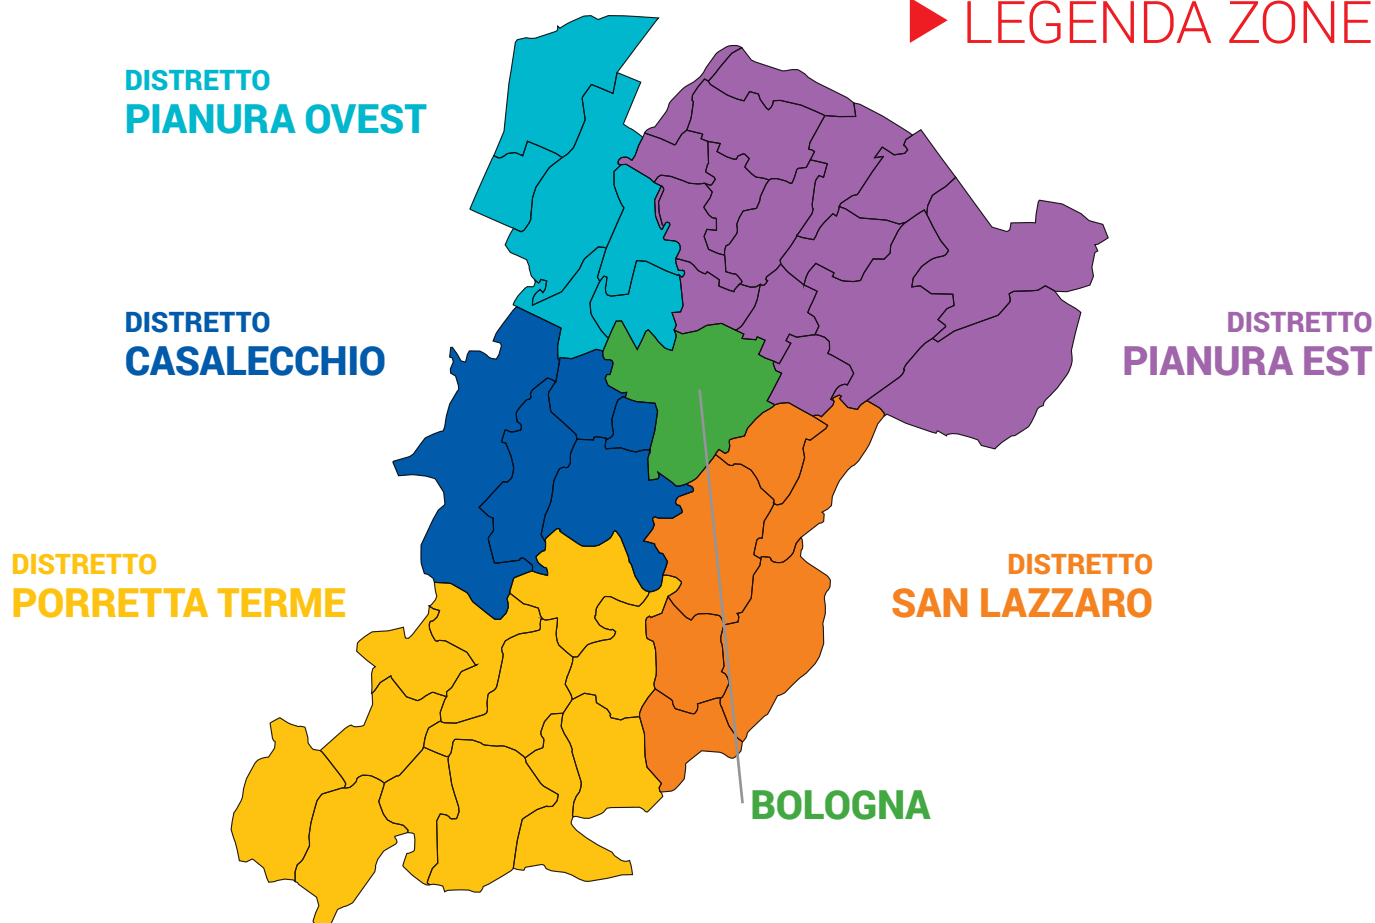 LEGENDA ZONE
DISTRETTO
PIANURA OVEST
DISTRETTO
CASALECCHIO
DISTRETTO
PIANURA EST
DISTRETTO
PORRETTA TERME
DISTRETTO
SAN LAZZARO
BOLOGNA